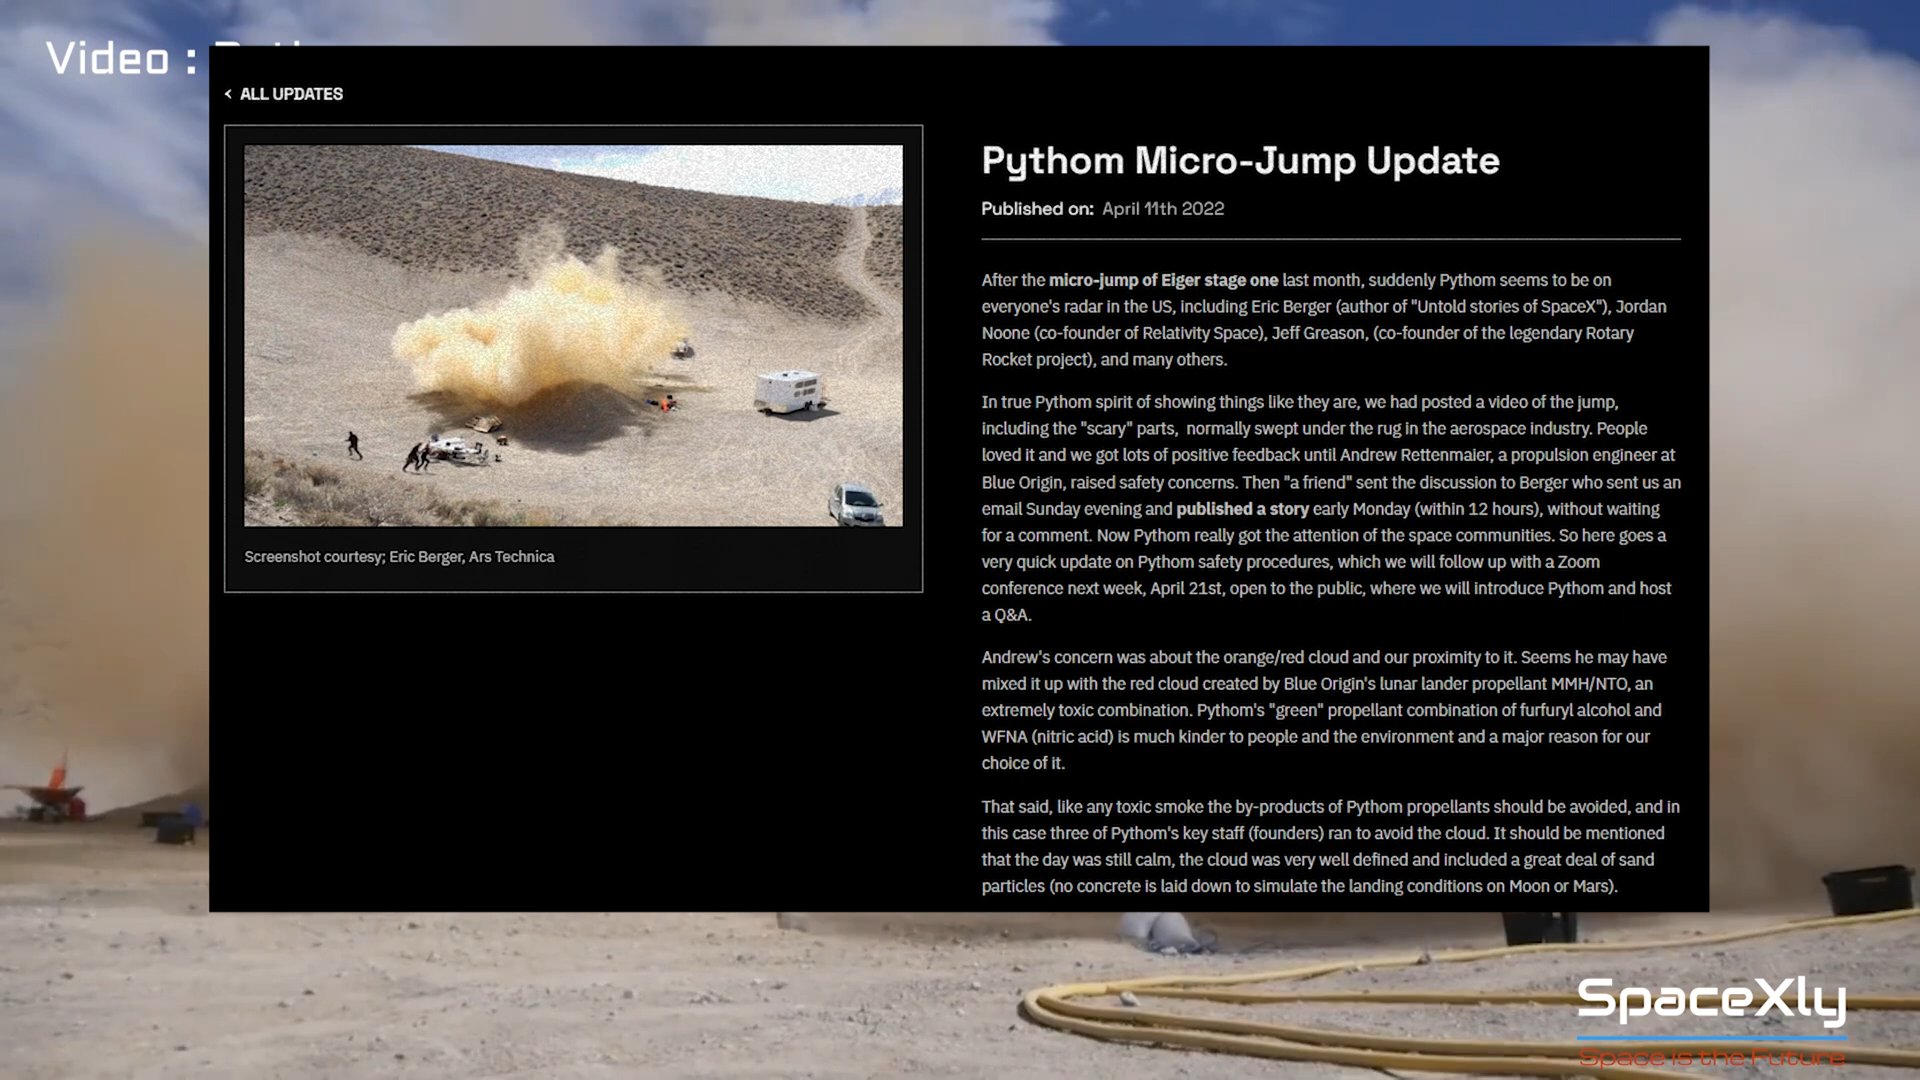 Video :
< ALL UPDATES
Screenshot courtesy; Eric Berger, Ars Technica
Pythom Micro-Jump Update
Published on: April 11th 2022
After the micro-jump of Eiger stage one last month, suddenly Pythom seems to be on
everyone's radar in the US, including Eric Berger (author of "Untold stories of SpaceX"), Jordan
Noone (co-founder of Relativity Space), Jeff Greason, (co-founder of the legendary Rotary
Rocket project), and many others.
In true Pythom spirit of showing things like they are, we had posted a video of the jump,
including the "scary" parts, normally swept under the rug in the aerospace industry. People
loved it and we got lots of positive feedback until Andrew Rettenmaier, a propulsion engineer at
Blue Origin, raised safety concerns. Then "a friend" sent the discussion to Berger who sent us an
email Sunday evening and published a story early Monday (within 12 hours), without waiting
for a comment. Now Pythom really got the attention of the space communities. So here goes a
very quick update on Pythom safety procedures, which we will follow up with a Zoom
conference next week, April 21st, open to the public, where we will introduce Pythom and host
a Q&A.
Andrew's concern was about the orange/red cloud and our proximity to it. Seems he may have
mixed it up with the red cloud created by Blue Origin's lunar lander propellant MMH/NTO, an
extremely toxic combination. Pythom's "green" propellant combination of furfuryl alcohol and
WFNA (nitric acid) is much kinder to people and the environment and a major reason for our
choice of it.
That said, like any toxic smoke the by-products of Pythom propellants should be avoided, and in
this case three of Pythom's key staff (founders) ran to avoid the cloud. It should be mentioned
that the day was still calm, the cloud was very well defined and included a great deal of sand
particles (no concrete is laid down to simulate the landing conditions on Moon or Mars).
SpaceXly
Space is the Future